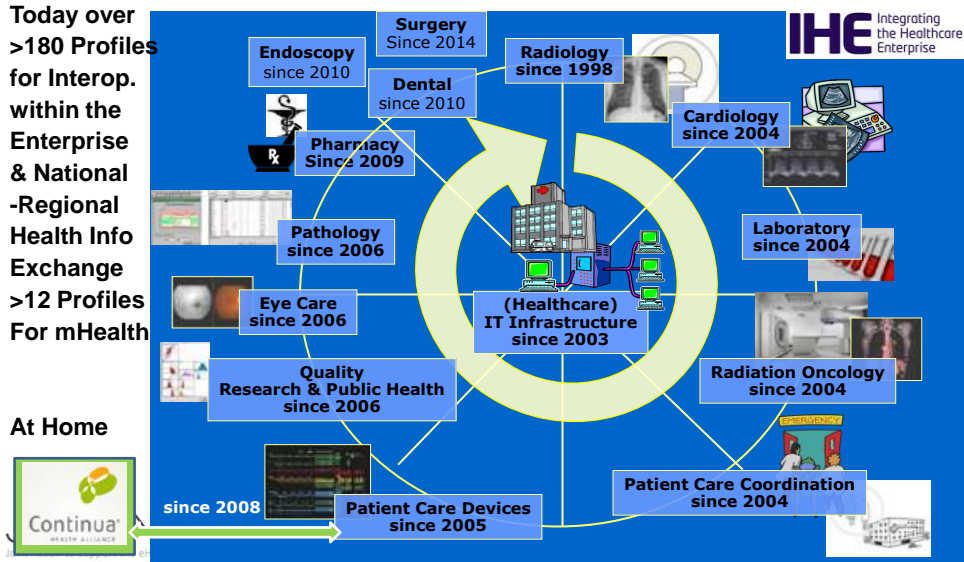 Today over
>180 Profiles
for Interop.
within the
Enterprise
& National
-Regional
Health Info
Exchange
>12 Profiles
For mHealth
At Home
Continua
HEALTH ALLIANCE
since 2008
Surgery
Since 2014
Endoscopy
since 2010
Dental
since 2010
Radiology
since 1998
IHE
Integrating
the Healthcare
Enterprise
Cardiology
since 2004
Rx
Pharmacy
Since 2009
Pathology
since 2006
Laboratory
since 2004
Eye Care
since 2006
(Healthcare)
IT Infrastructure
since 2003
Quality
Research & Public Health
since 2006
Radiation Oncology
since 2004
EMERGENCY
Patient Care Coordination
since 2004
Patient Care Devices
since 2005